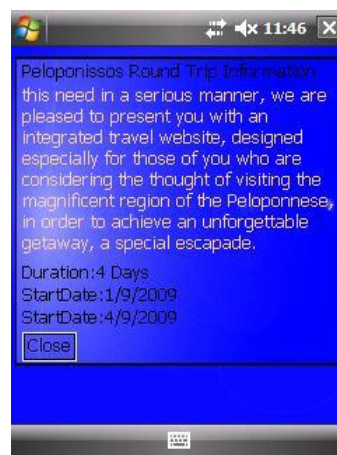 11:46
Peloponissos Round Trip Information
this need in a serious manner, we are
pleased to present you with an
integrated travel website, designed
especially for those of you who are
considering the thought of visiting the
magnificent region of the Peloponnese,
in order to achieve an unforgettable
getaway, a special escapade.
Duration:4 Days
StartDate:1/9/2009
StartDate:4/9/2009
Close